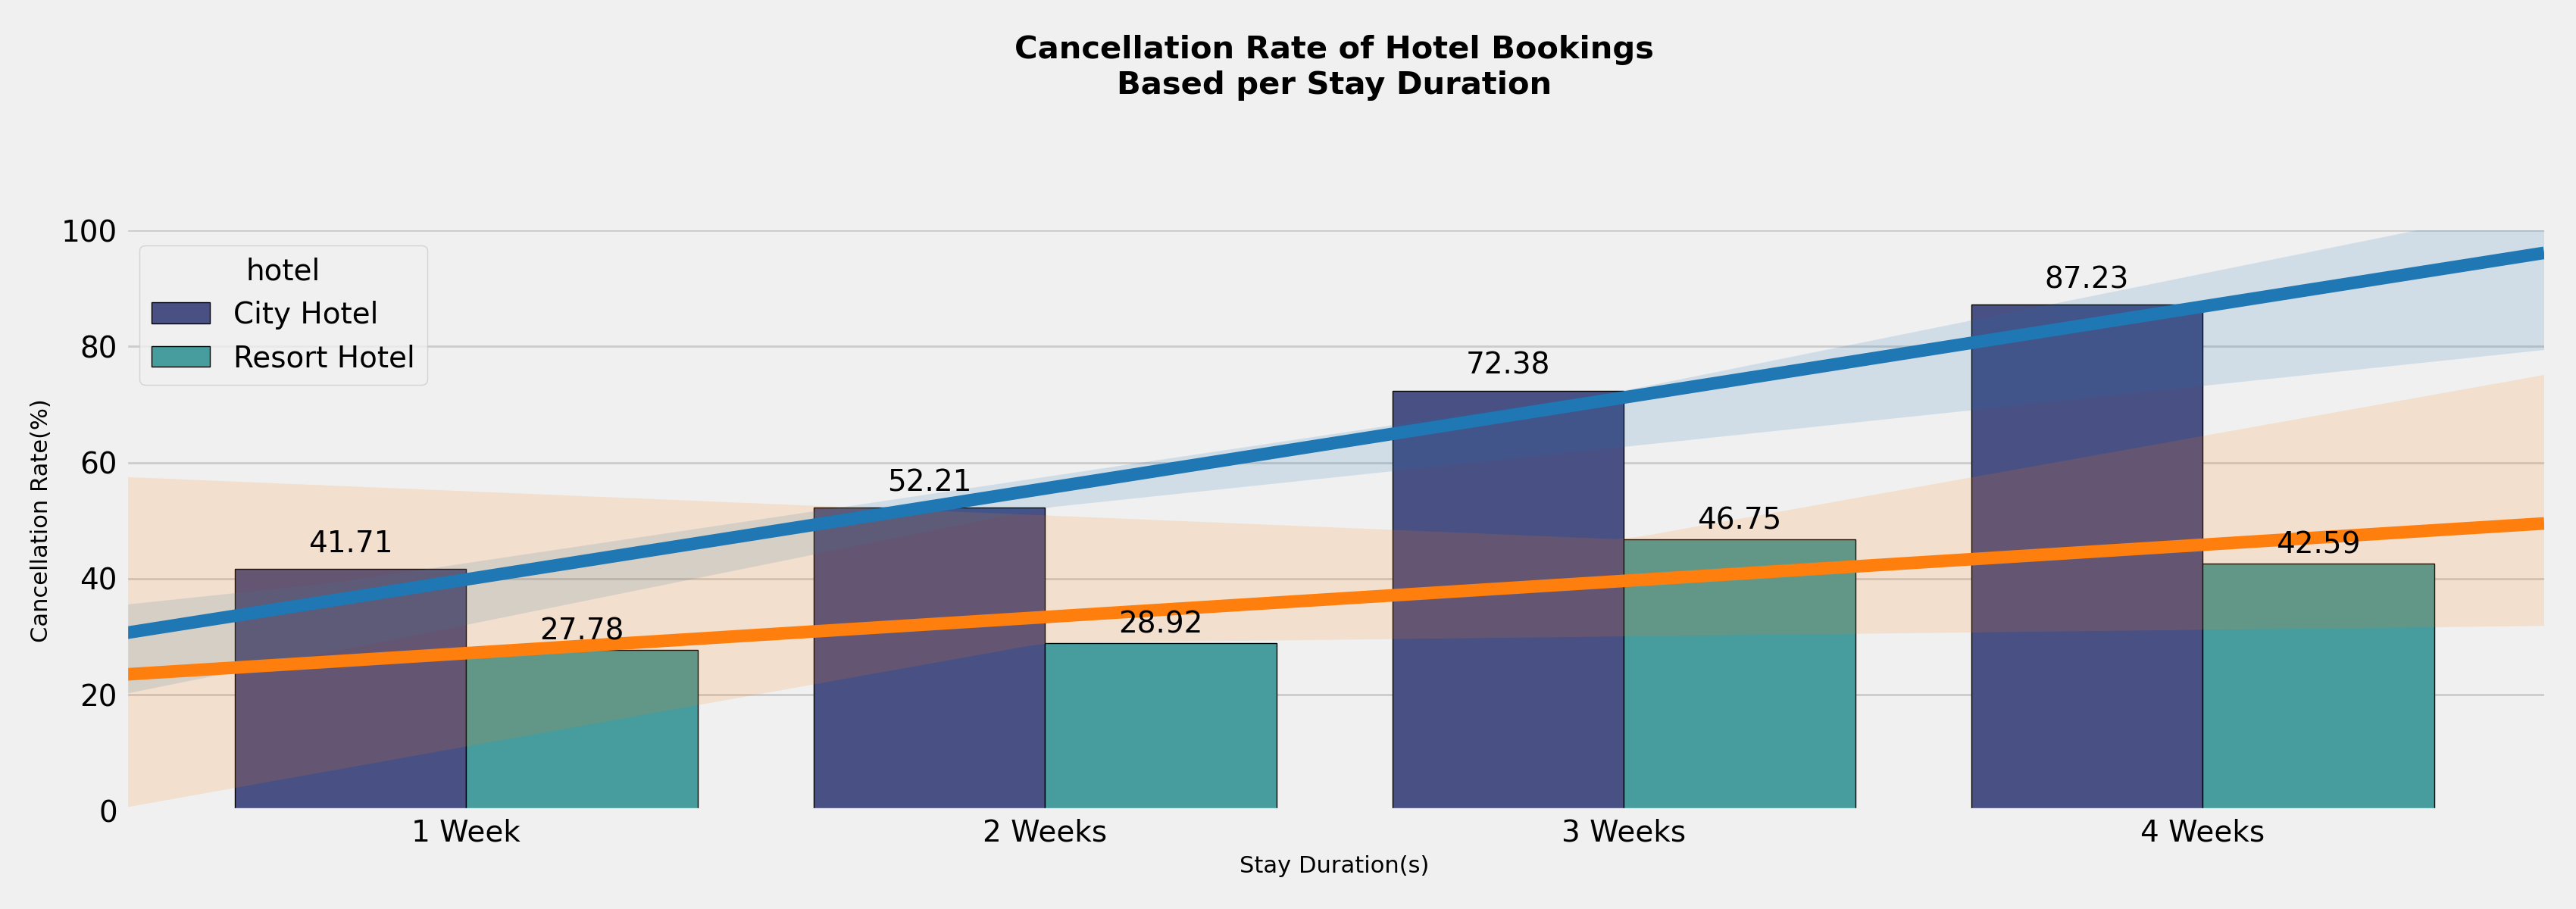 Cancellation Rate of Hotel Bookings
Based per Stay Duration
100
80
60
40
20
0
Cancellation Rate(%)
hotel
City Hotel
Resort Hotel
41.71
27.78
52.21
28.92
72.38
46.75
87.23
42.59
1 Week
2 Weeks
3 Weeks
4 Weeks
Stay Duration(s)